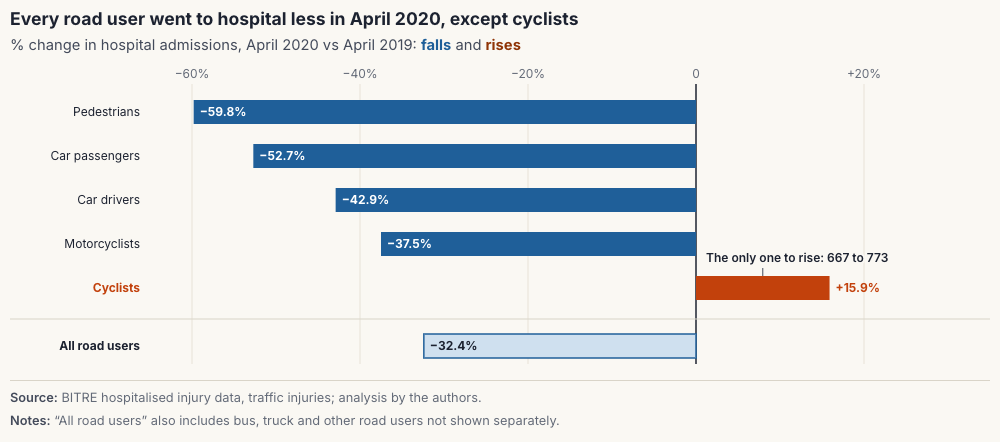 Every road user went to hospital less in April 2020, except cyclists
% change in hospital admissions, April 2020 vs April 2019: falls and rises
−60% −40% −20% 0 +20%
Pedestrians −59.8%
Car passengers −52.7%
Car drivers −42.9%
Motorcyclists −37.5%
The only one to rise: 667 to 773
Cyclists +15.9%
All road users −32.4%
Source: BITRE hospitalised injury data, traffic injuries; analysis by the authors.
Notes: “All road users” also includes bus, truck and other road users not shown separately.